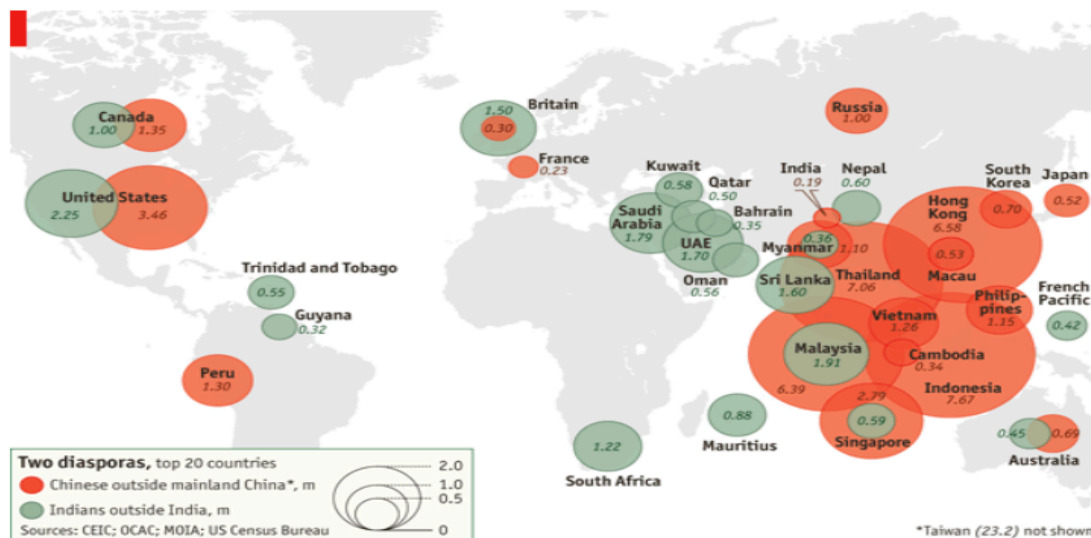 Canada
1.00
1.35
United States
2.25
3.46
Trinidad and Tobago
0.55
Guyana
0.32
Peru
1.30
1.50
Britain
0.30
France
0.23
Russia
1.00
Kuwait
0.58
Qatar
0.50
Bahrain
0.35
Saudi
Arabia
1.79
UAE
1.70
Oman
0.56
India
0.19
Nepal
0.60
0.36
Myanmar
1.10
Sri Lanka
1.60
Thailand
7.06
Hong
Kong
6.58
0.53
Macau
South
Korea
0.70
Japan
0.52
Philip-
pines
1.15
French
Pacific
0.42
Vietnam
1.26
Malaysia
1.91
6.39
Cambodia
0.34
Indonesia
7.67
2.79
0.59
Singapore
0.88
Mauritius
1.22
South Africa
0.45
0.69
Australia
Two diasporas, top 20 countries
Chinese outside mainland China*, m
Indians outside India, m
2.0
1.0
0.5
0
Sources: CEIC; OCAC; MOIA; US Census Bureau
*Taiwan (23.2) not shown